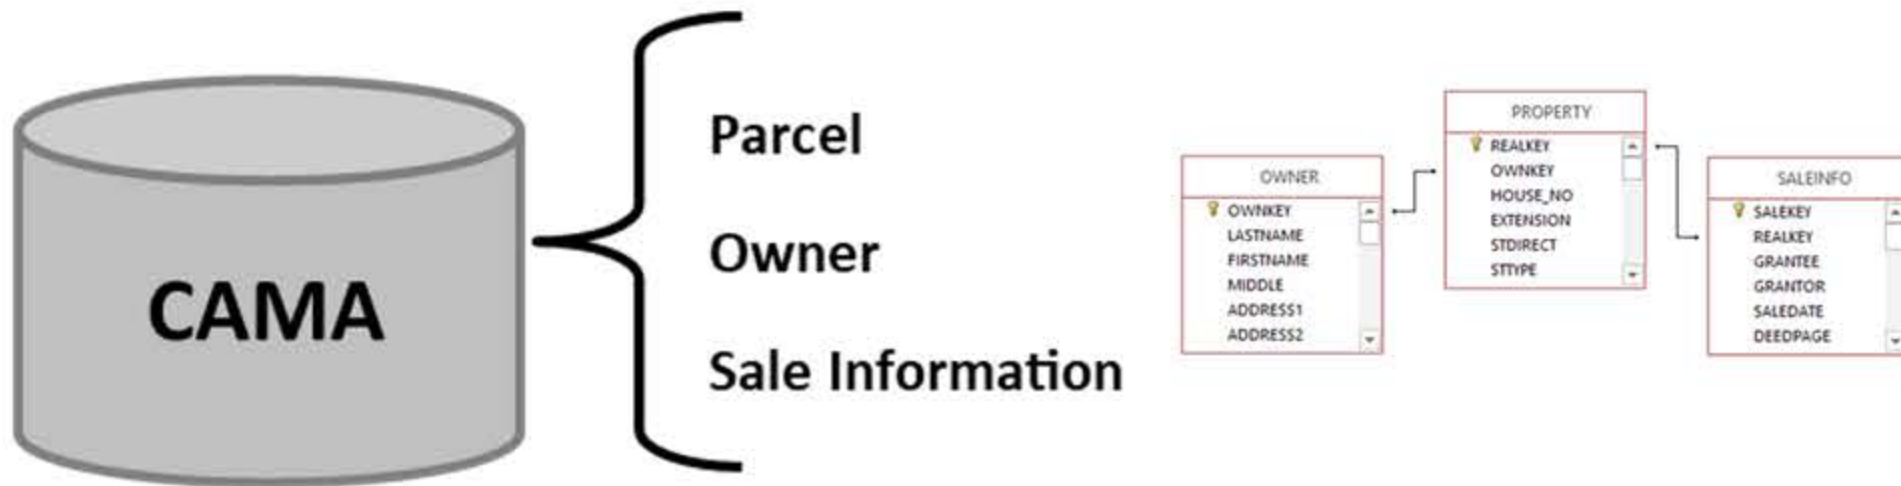 CAMA
Parcel
Owner
Sale Information
OWNER
OWNKEY
LASTNAME
FIRSTNAME
MIDDLE
ADDRESS1
ADDRESS2
PROPERTY
REALKEY
OWNKEY
HOUSE_NO
EXTENSION
STDIRECT
STTYPE
SALEINFO
SALEKEY
REALKEY
GRANTEE
GRANTOR
SALEDATE
DEEDPAGE